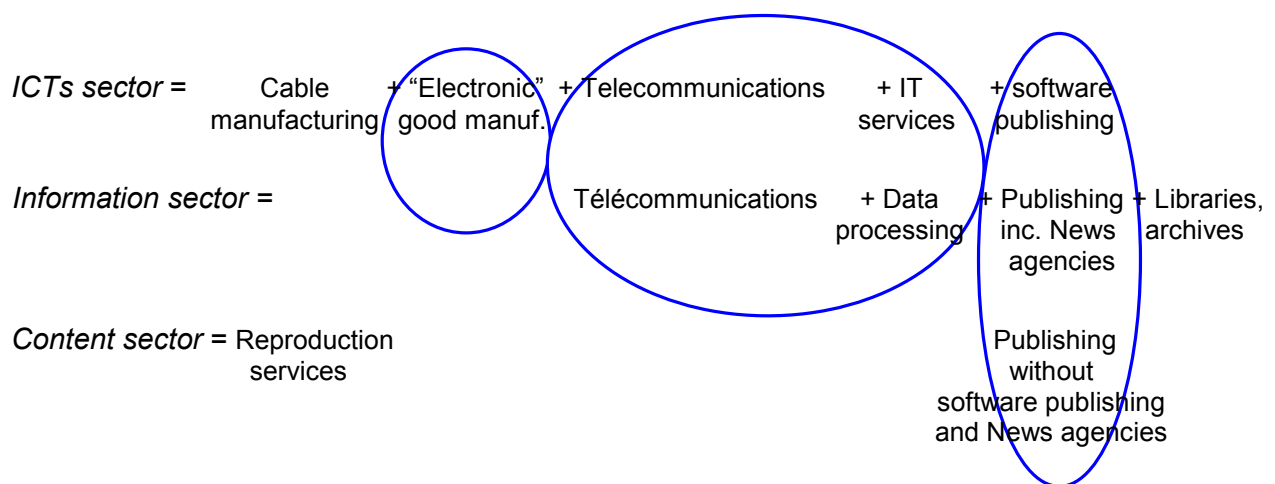 ICTs sector = Cable + “Electronic” + Telecommunications + IT + software
manufacturing good manuf. services publishing
Information sector = Télécommunications + Data + Publishing + Libraries,
processing inc. News archives
agencies
Content sector = Reproduction Publishing
services without
software publishing
and News agencies